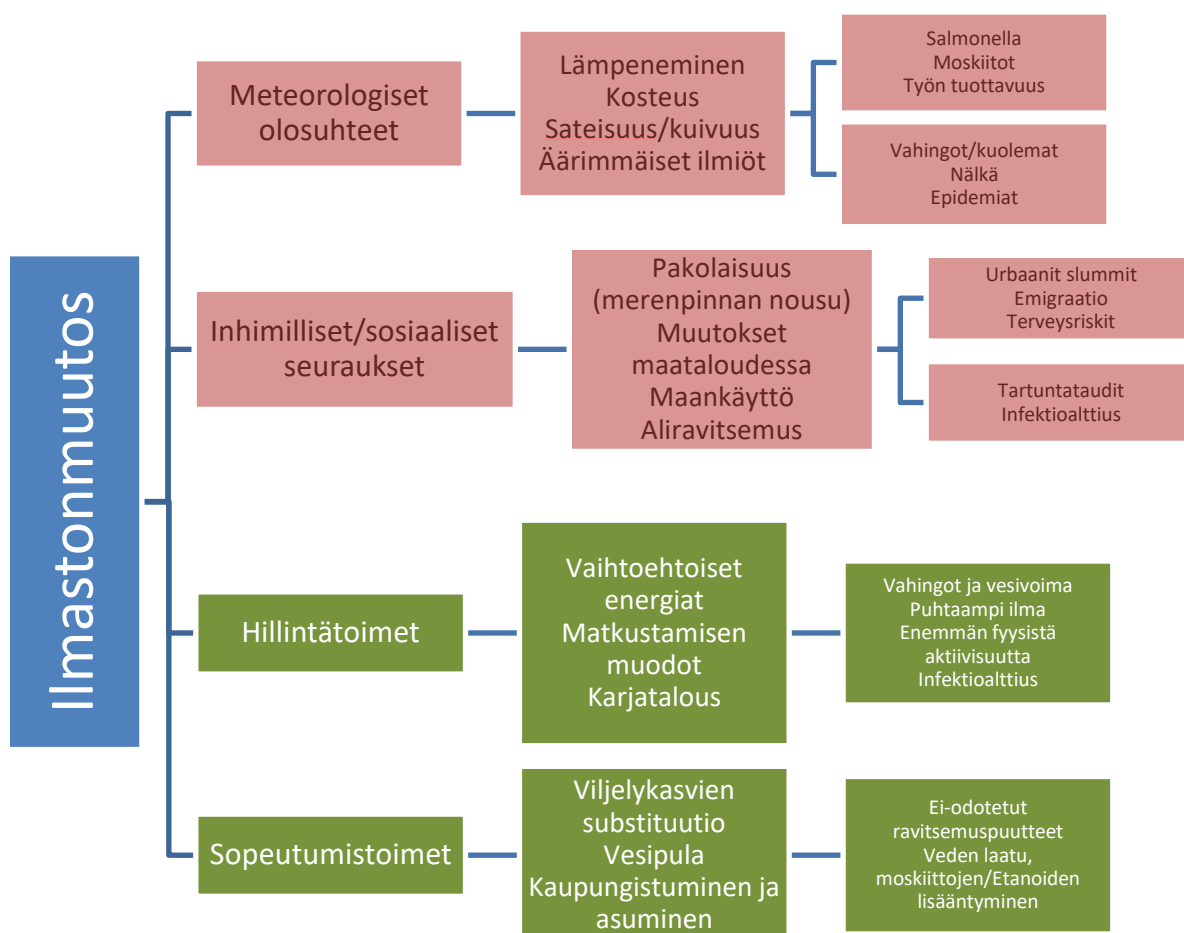 Ilmastonmuutos
Meteorologiset
olosuhteet
Lämpeneminen
Kosteus
Sateisuus/kuivuus
Äärimmäiset ilmiöt
Salmonella
Moskiitot
Työn tuottavuus
Vahingot/kuolemat
Nälkä
Epidemiat
Inhimilliset/sosiaaliset
seuraukset
Pakolaisuus
(merenpinnan nousu)
Muutokset
maataloudessa
Maankäyttö
Aliravitsemus
Urbaanit slummit
Emigraatio
Terveysriskit
Tartuntataudit
Infektioalttius
Hillintätoimet
Vaihtoehtoiset
energiat
Matkustamisen
muodot
Karjatalous
Vahingot ja vesivoima
Puhtaampi ilma
Enemmän fyysistä
aktiivisuutta
Infektioalttius
Sopeutumistoimet
Viljelykasvien
substituutio
Vesipula
Kaupungistuminen ja
asuminen
Ei-odotetut
ravitsemuspuutteet
Veden laatu,
moskiittojen/Etanoiden
lisääntyminen